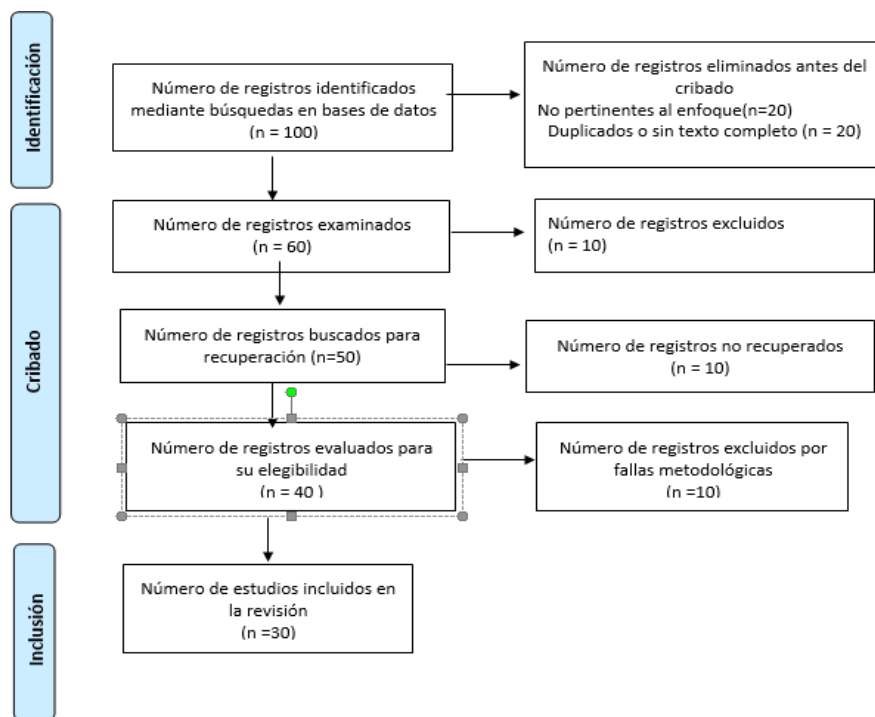 Identificación
Número de registros identificados
mediante búsquedas en bases de datos
(n = 100)
Número de registros eliminados antes del
cribado
No pertinentes al enfoque(n=20)
Duplicados o sin texto completo (n = 20)
Cribado
Número de registros examinados
(n = 60)
Número de registros excluidos
(n = 10)
Número de registros buscados para
recuperación (n=50)
Número de registros no recuperados
(n = 10)
Número de registros evaluados para
su elegibilidad
(n = 40 )
Número de registros excluidos por
fallas metodológicas
(n =10)
Inclusión
Número de estudios incluidos en
la revisión
(n =30)